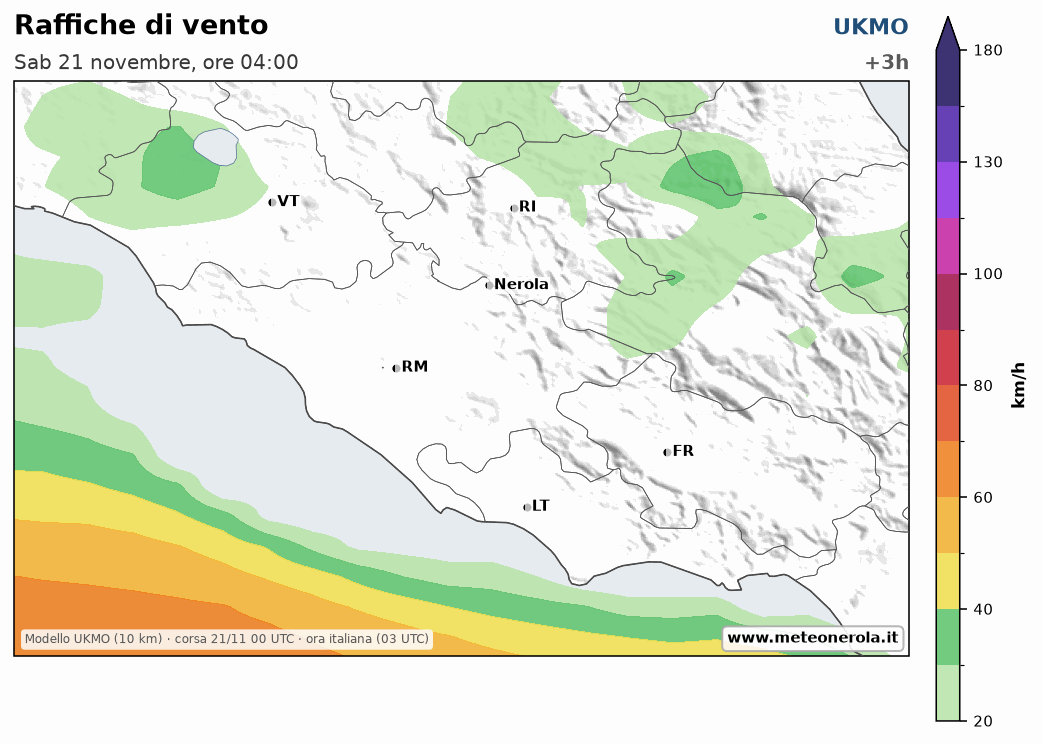 Raffiche di vento
UKMO
Sab 21 novembre, ore 04:00
+3h
180
VT
RI
130
Nerola
100
RM
80
km/h
FR
60
LT
40
Modello UKMO (10 km) · corsa 21/11 00 UTC · ora italiana (03 UTC)
www.meteonerola.it
20